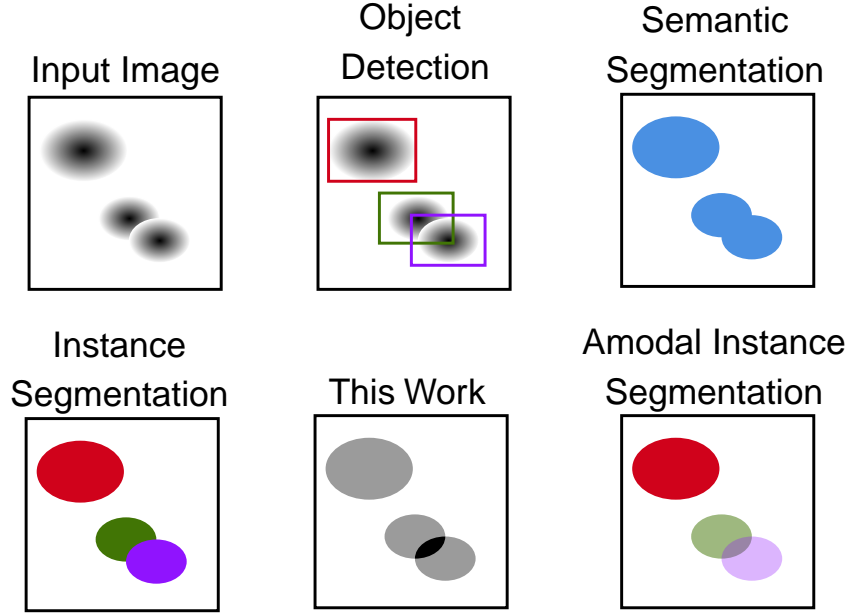 Input Image
Object
Detection
Semantic
Segmentation
Instance
Segmentation
This Work
Amodal Instance
Segmentation